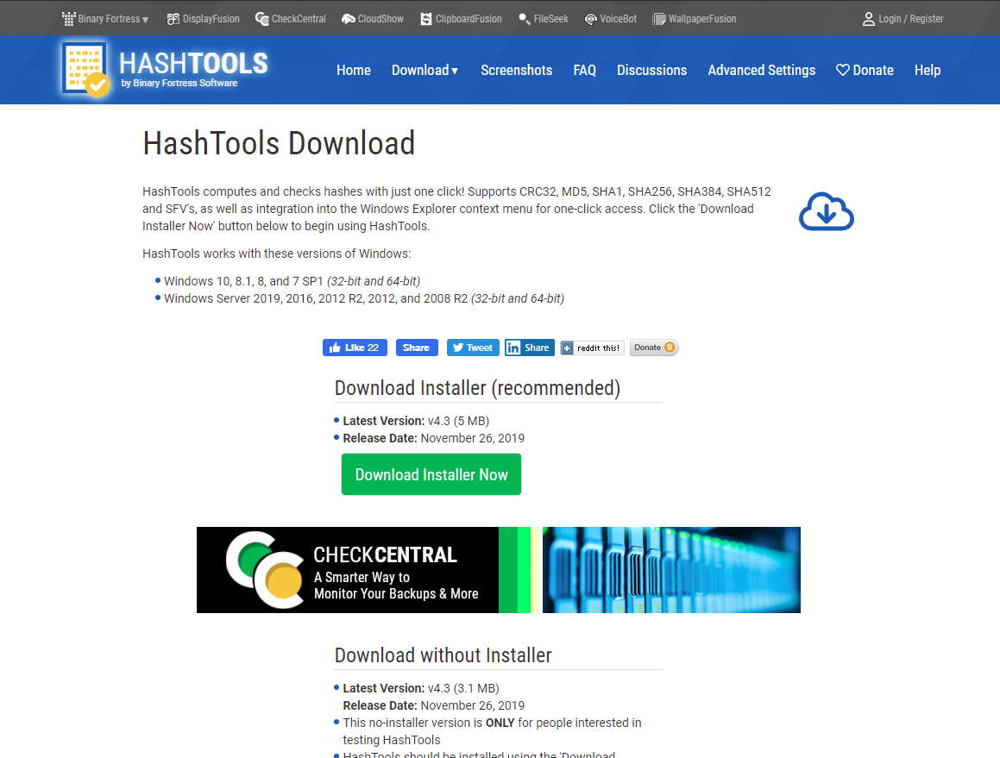 Binary Fortress ▾ DisplayFusion CheckCentral CloudShow ClipboardFusion FileSeek VoiceBot WallpaperFusion Login / Register
HASHTOOLS
by Binary Fortress Software
Home Download ▾ Screenshots FAQ Discussions Advanced Settings Donate Help
HashTools Download
HashTools computes and checks hashes with just one click! Supports CRC32, MD5, SHA1, SHA256, SHA384, SHA512
and SFV's, as well as integration into the Windows Explorer context menu for one-click access. Click the 'Download
Installer Now' button below to begin using HashTools.
HashTools works with these versions of Windows:
• Windows 10, 8.1, 8, and 7 SP1 (32-bit and 64-bit)
• Windows Server 2019, 2016, 2012 R2, 2012, and 2008 R2 (32-bit and 64-bit)
Like 22 Share Tweet in Share reddit this! Donate
Download Installer (recommended)
• Latest Version: v4.3 (5 MB)
• Release Date: November 26, 2019
Download Installer Now
CHECKCENTRAL
A Smarter Way to
Monitor Your Backups & More
Download without Installer
• Latest Version: v4.3 (3.1 MB)
Release Date: November 26, 2019
• This no-installer version is ONLY for people interested in
testing HashTools
• HashTools should be installed using the 'Download